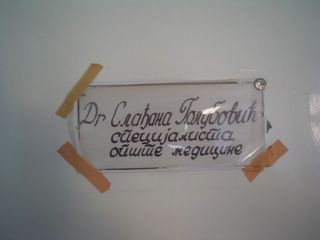 Dr Слађана Голубовић
специјалиста
опште медицине